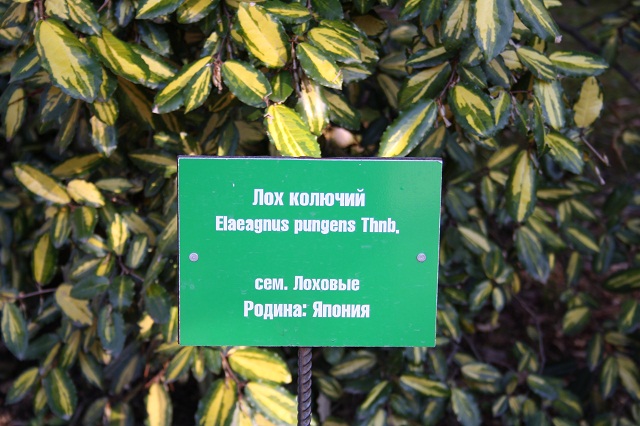 Лох колючий
Elaeagnus pungens Thnb.
сем. Лоховые
Родина: Япония